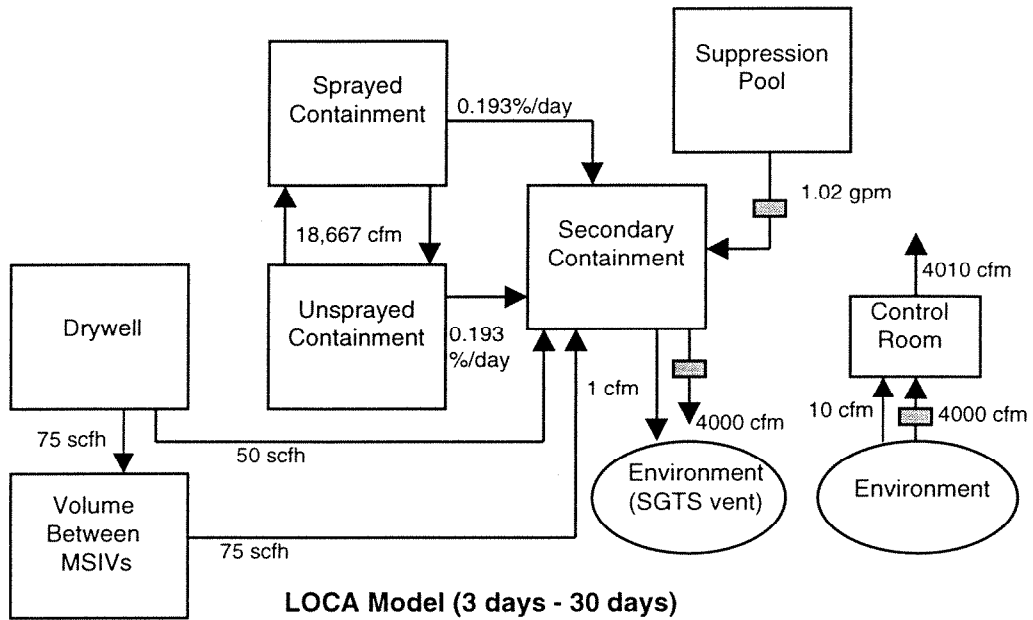 Sprayed
Containment
0.193%/day
Suppression
Pool
1.02 gpm
18,667 cfm
Secondary
Containment
4010 cfm
Drywell
Unsprayed
Containment
0.193
%/day
Control
Room
1 cfm
10 cfm
4000 cfm
4000 cfm
75 scfh
50 scfh
Environment
(SGTS vent)
Environment
Volume
Between
MSIVs
75 scfh
LOCA Model (3 days - 30 days)